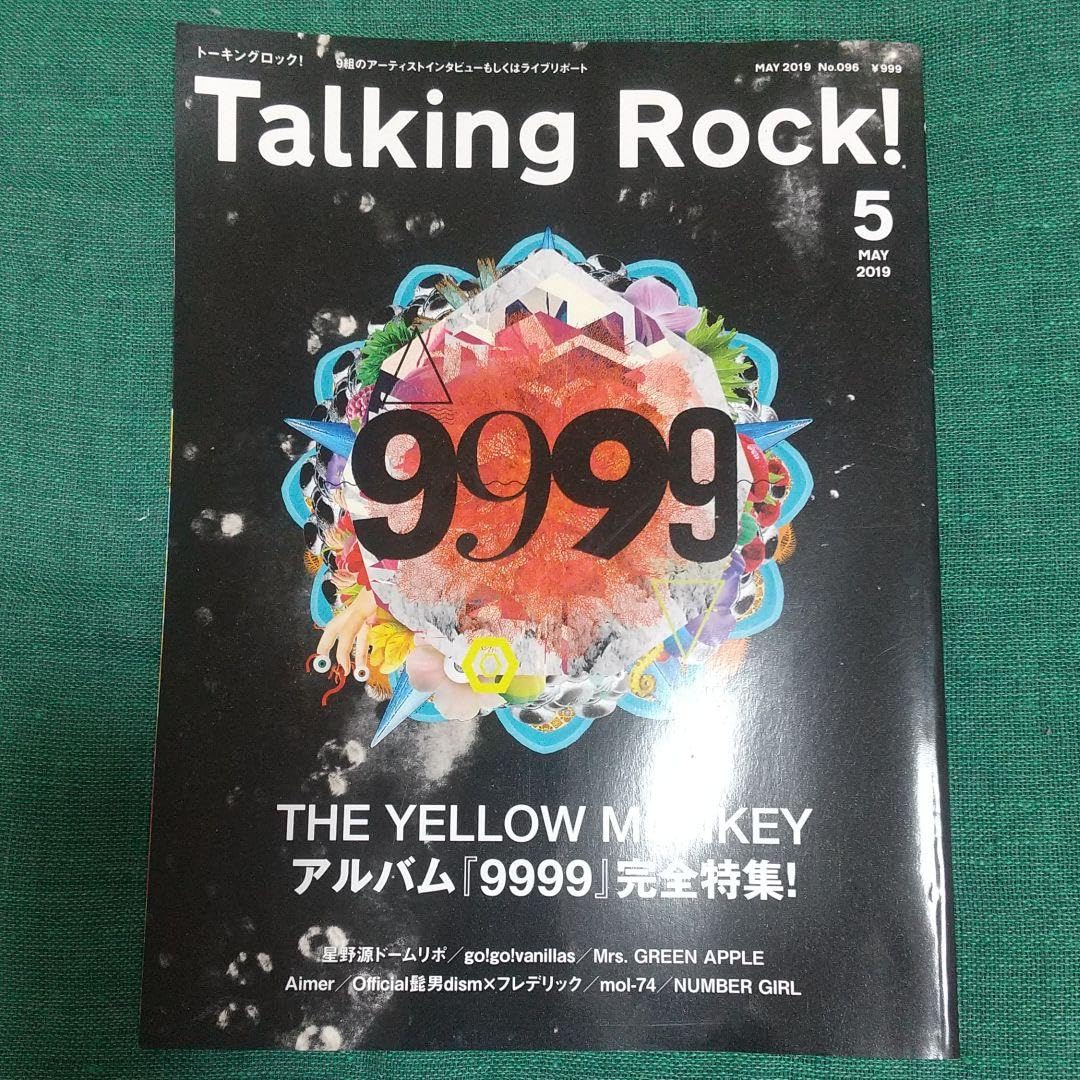 トーキングロック!
9組のアーティストインタビューもしくはライブリポート
MAY 2019 No.096 ¥999
Talking Rock!
5
MAY
2019
9999
THE YELLOW MONKEY
アルバム『9999』完全特集!
星野源ドームリポ/go!go!vanillas/Mrs. GREEN APPLE
Aimer/Official髭男dism×フレデリック/mol-74/NUMBER GIRL